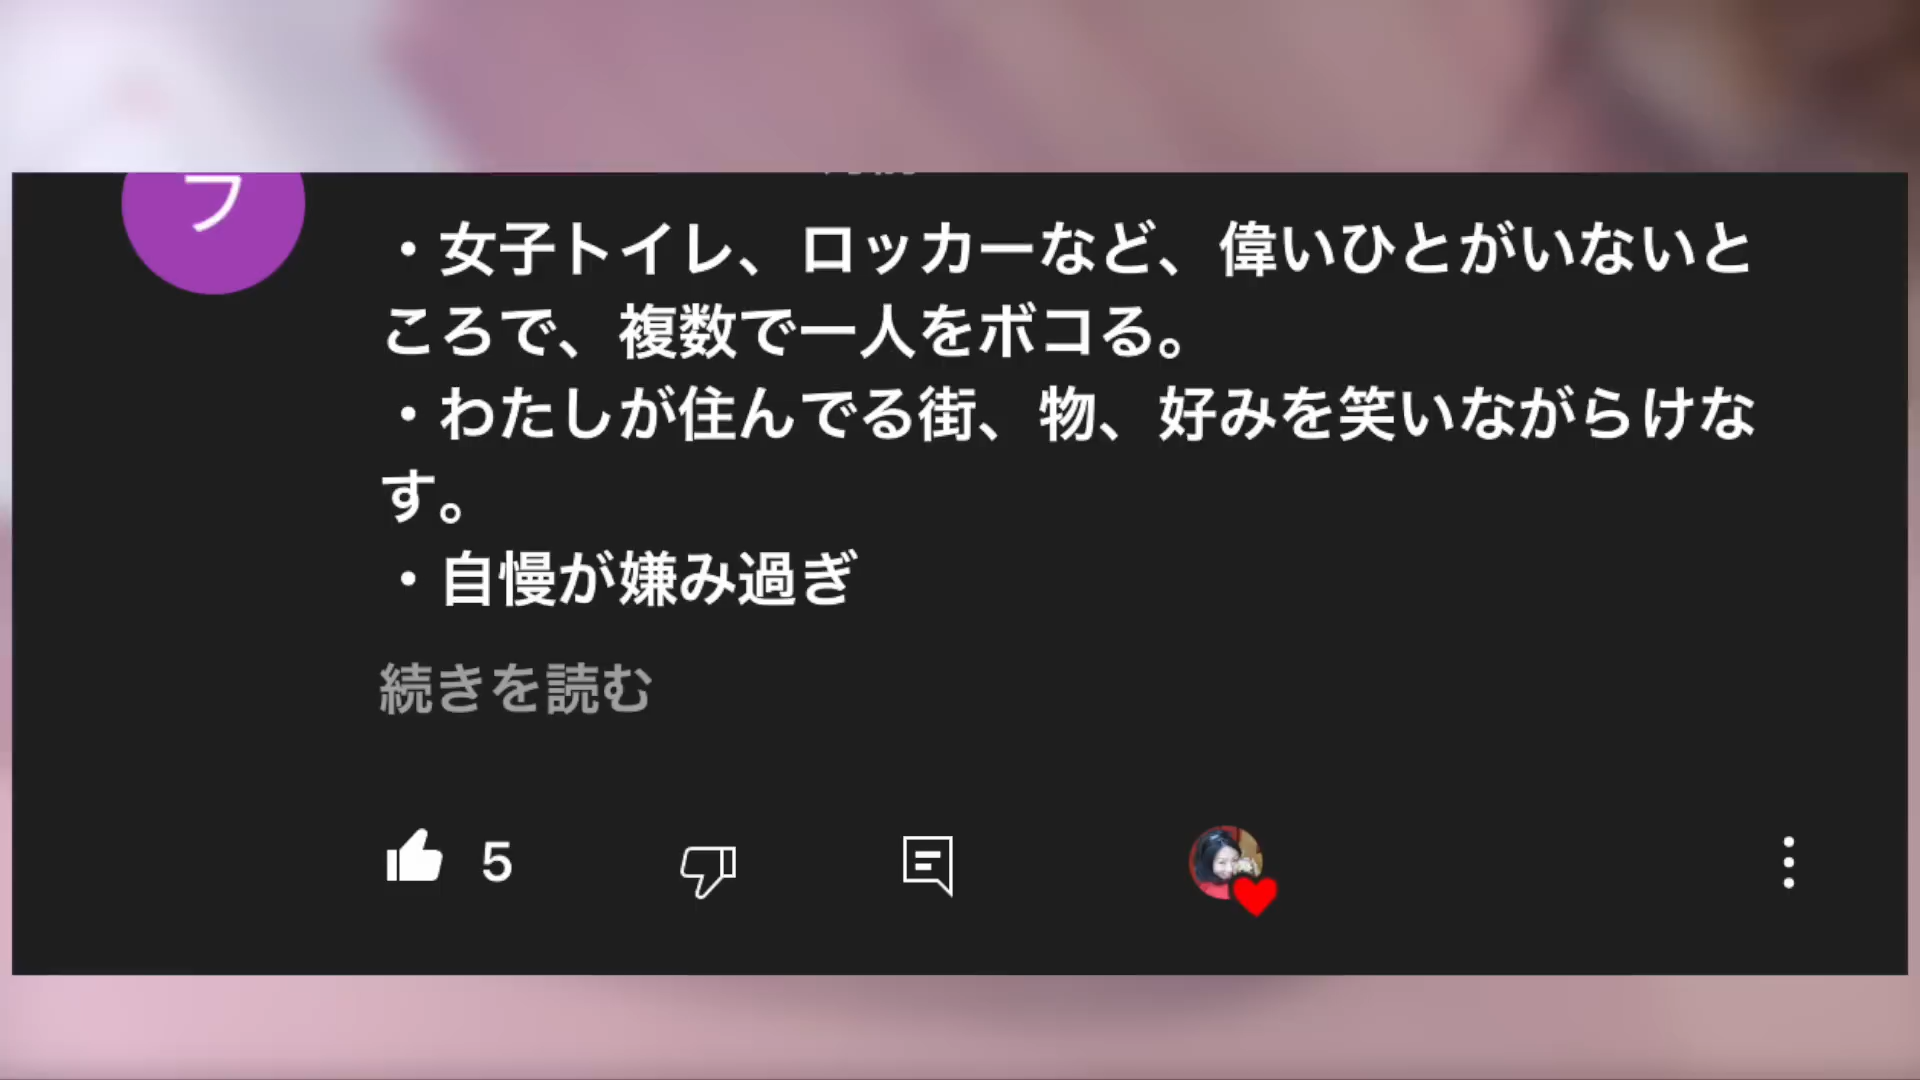 フ
・女子トイレ、ロッカーなど、偉いひとがいないと
ころで、複数で一人をボコる。
・わたしが住んでる街、物、好みを笑いながらけな
す。
・自慢が嫌み過ぎ
続きを読む
5